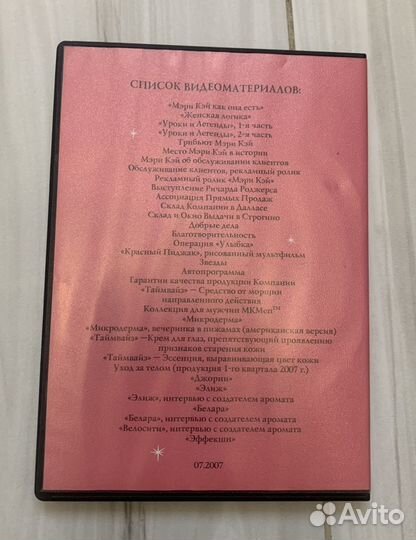 СПИСОК ВИДЕОМАТЕРИАЛОВ:
«Мэри Кэй как она есть»
«Женская логика»
«Уроки и Легенды», 1-я часть
«Уроки и Легенды», 2-я часть
Трибьют Мэри Кэй
Место Мэри Кэй в истории
Мэри Кэй об обслуживании клиентов
Обслуживание клиентов, рекламный ролик
Рекламный ролик «Мэри Кэй»
Выступление Ричарда Роджерса
Ассоциация Прямых Продаж
Склад Компании в Далласе
Склад и Окно Выдачи в Строгино
Добрые дела
Благотворительность
Операция «Улыбка»
«Красный Пиджак», рисованный мультфильм
Звезды
Автопрограмма
Гарантии качества продукции Компании
«Таймвайз» — Средство от морщин
направленного действия
Коллекция для мужчин MKMen™
«Микродерма»
«Микродерма», вечеринка в пижамах (американская версия)
«Таймвайз» —Крем для глаз, препятствующий проявлению
признаков старения кожи
«Таймвайз» — Эссенция, выравнивающая цвет кожи
Уход за телом (продукция 1-го квартала 2007 г.)
«Джорни»
«Элиж»
«Элиж», интервью с создателем аромата
«Белара»
«Белара», интервью с создателем аромата
«Велосити», интервью с создателем аромата
«Эффекши»
07.2007
Avito